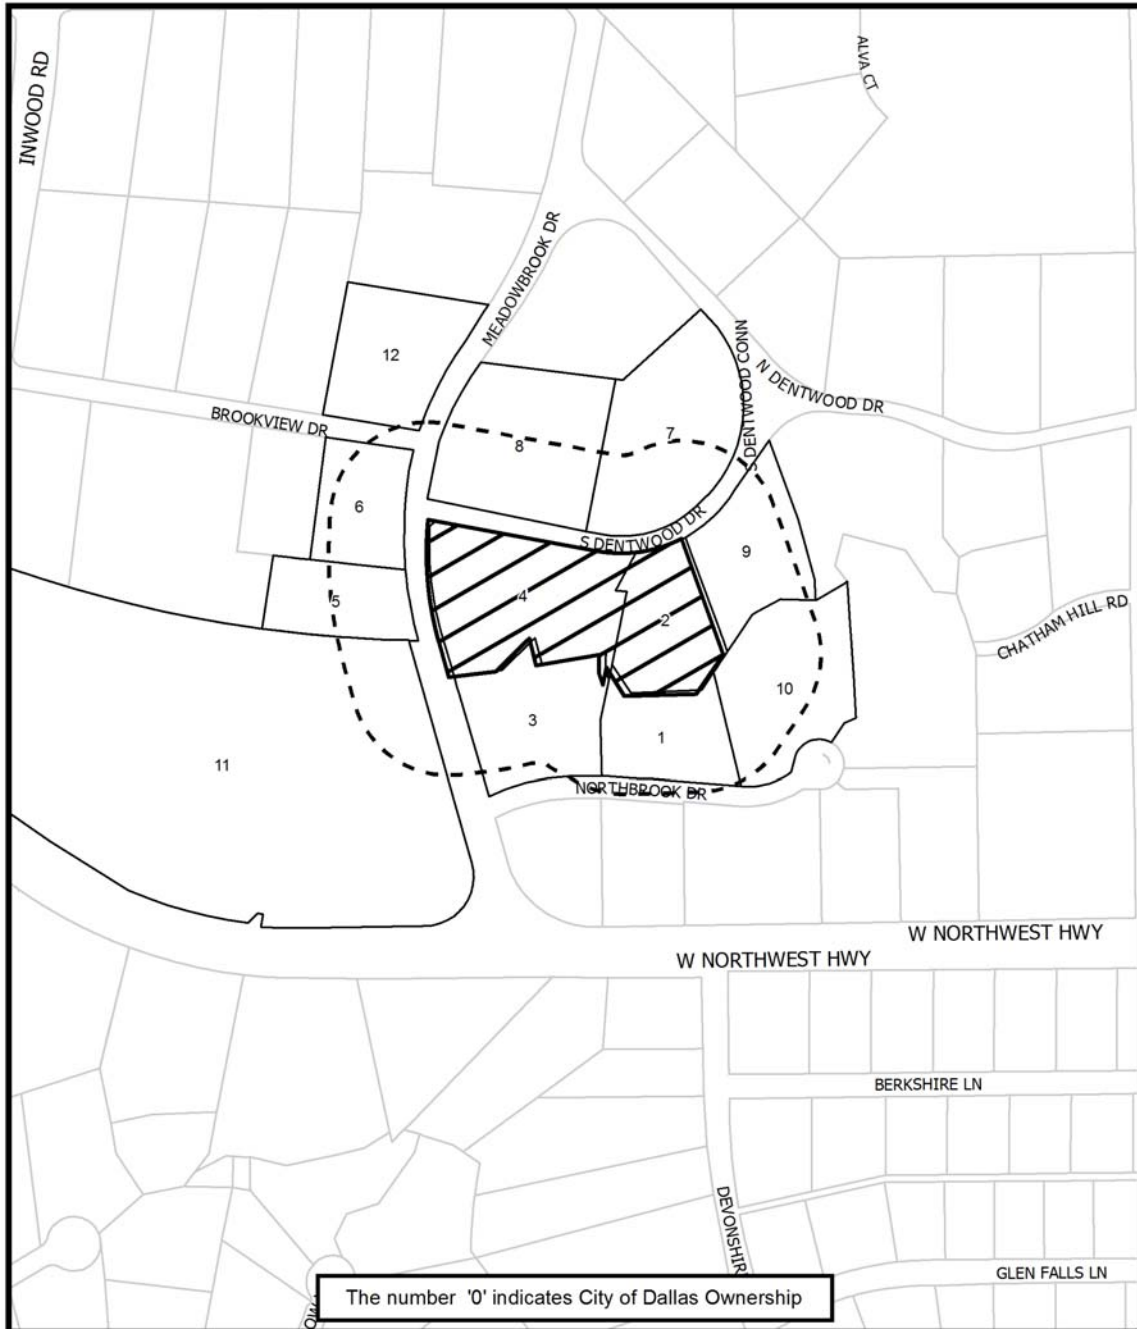 INWOOD RD
ALVA CT
MEADOWBROOK DR
S DENTWOOD CONN
N DENTWOOD DR
12
BROOKVIEW DR
8
7
6
S DENTWOOD DR
9
4
5
2
CHATHAM HILL RD
10
3
1
11
NORTHBROOK DR
W NORTHWEST HWY
W NORTHWEST HWY
BERKSHIRE LN
DEVONSHIRE
GLEN FALLS LN
The number '0' indicates City of Dallas Ownership